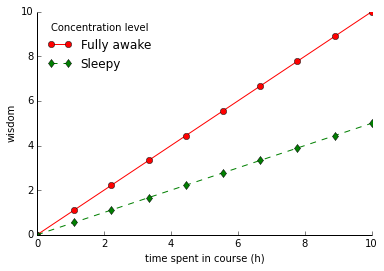 10
Concentration level
Fully awake
Sleepy
8
6
wisdom
4
2
0
0 2 4 6 8 10
time spent in course (h)